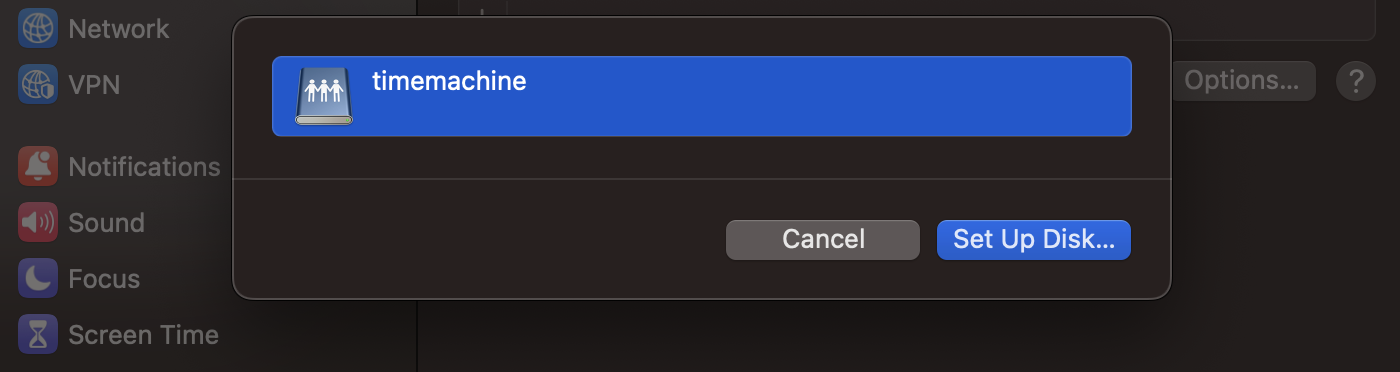 Network
VPN
Notifications
Sound
Focus
Screen Time
timemachine
Cancel
Set Up Disk...
Options...
?